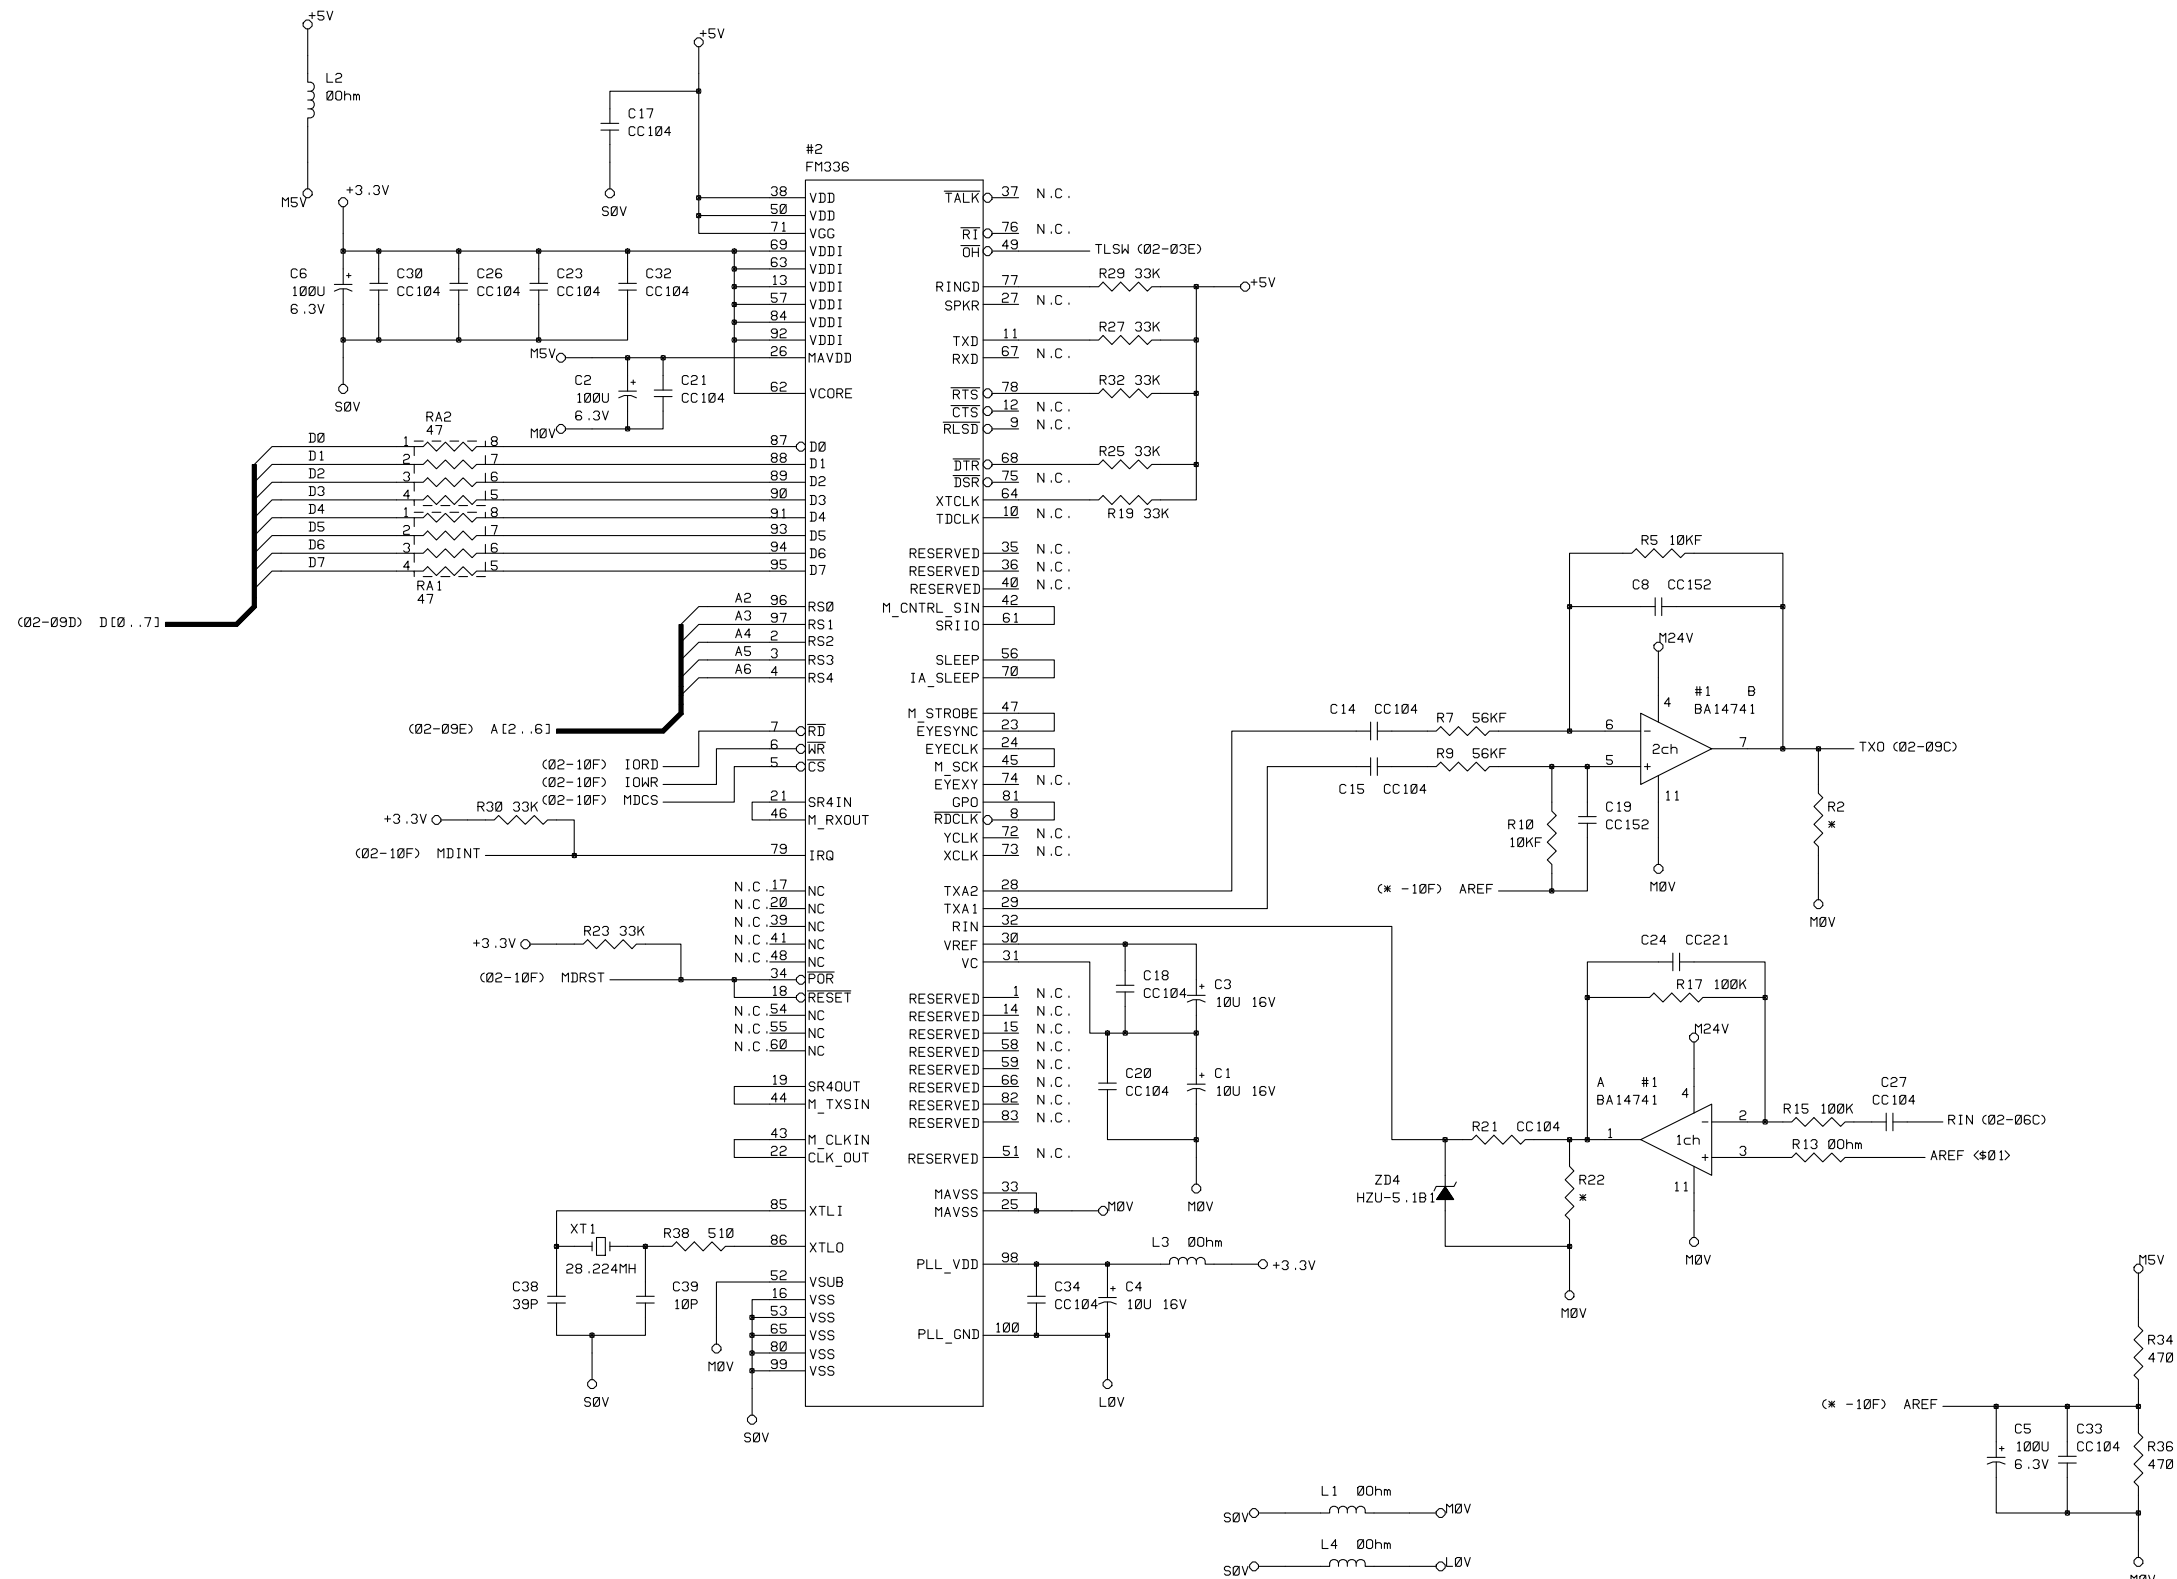 +5V
L2
0Ohm
M5V
+5V
C17
CC104
S0V
#2
FM336
+3.3V
C6
100U
6.3V
+
C30
CC104
C26
CC104
C23
CC104
C32
CC104
S0V
M5V
C2
100U
6.3V
+
C21
CC104
M0V
38 VDD
50 VDD
71 VGG
69 VDDI
63 VDDI
13 VDDI
57 VDDI
84 VDDI
92 VDDI
26 MAVDD
62 VCORE
RA2
47
D0 1 8 87 D0
D1 2 7 88 D1
D2 3 6 89 D2
D3 4 5 90 D3
D4 1 8 91 D4
D5 2 7 93 D5
D6 3 6 94 D6
D7 4 5 95 D7
RA1
47
(02-09D) D[0..7]
A2 96 RS0
A3 97 RS1
A4 2 RS2
A5 3 RS3
A6 4 RS4
(02-09E) A[2..6]
7 RD
6 WR
5 CS
(02-10F) IORD
(02-10F) IOWR
(02-10F) MDCS
21 SR4IN
46 M_RXOUT
+3.3V
R30 33K
(02-10F) MDINT
79 IRQ
N.C. 17 NC
N.C. 20 NC
N.C. 39 NC
N.C. 41 NC
N.C. 48 NC
+3.3V
R23 33K
(02-10F) MDRST
34 POR
18 RESET
N.C. 54 NC
N.C. 55 NC
N.C. 60 NC
19 SR4OUT
44 M_TXSIN
43 M_CLKIN
22 CLK_OUT
85 XTLI
86 XTLO
XT1
28.224MH
R38 510
C38
39P
C39
10P
S0V
52 VSUB
16 VSS
53 VSS
65 VSS
80 VSS
99 VSS
M0V
S0V
TALK 37 N.C.
RI 76 N.C.
OH 49 TLSW (02-03E)
RINGD 77 R29 33K
+5V
SPKR 27 N.C.
TXD 11 R27 33K
RXD 67 N.C.
RTS 78 R32 33K
CTS 12 N.C.
RLSD 9 N.C.
DTR 68 R25 33K
DSR 75 N.C.
XTCLK 64 R19 33K
TDCLK 10 N.C.
RESERVED 35 N.C.
RESERVED 36 N.C.
RESERVED 40 N.C.
M_CNTRL_SIN 42
SRIIO 61
SLEEP 56
IA_SLEEP 70
M_STROBE 47
EYESYNC 23
EYECLK 24
M_SCK 45
EYEXY 74 N.C.
GPO 81
RDCLK 8
YCLK 72 N.C.
XCLK 73 N.C.
TXA2 28
TXA1 29
RIN 32
VREF 30
VC 31
RESERVED 1 N.C.
RESERVED 14 N.C.
RESERVED 15 N.C.
RESERVED 58 N.C.
RESERVED 59 N.C.
RESERVED 66 N.C.
RESERVED 82 N.C.
RESERVED 83 N.C.
RESERVED 51 N.C.
MAVSS 33
MAVSS 25
M0V
PLL_VDD 98
PLL_GND 100
C18
CC104
+ C3
10U 16V
C20
CC104
+ C1
10U 16V
M0V
L3 0Ohm
+3.3V
C34
CC104
+ C4
10U 16V
L0V
R5 10KF
C8 CC152
M24V
4
#1 B
BA14741
C14 CC104
R7 56KF
6
-
2ch
7
TXO (02-09C)
R9 56KF
5
+
C15 CC104
11
R10
10KF
C19
CC152
(* -10F) AREF
M0V
R2
*
M0V
C24 CC221
R17 100K
M24V
A #1
BA14741
4
C27
CC104
2
-
R15 100K
RIN (02-06C)
R21 CC104
1
1ch
R13 0Ohm
+
3
AREF <$01>
11
ZD4
HZU-5.1B1
R22
*
M0V
M0V
M5V
R34
470
(* -10F) AREF
C5
100U
6.3V
+
C33
CC104
R36
470
M0V
L1 0Ohm
S0V
M0V
L4 0Ohm
S0V
L0V